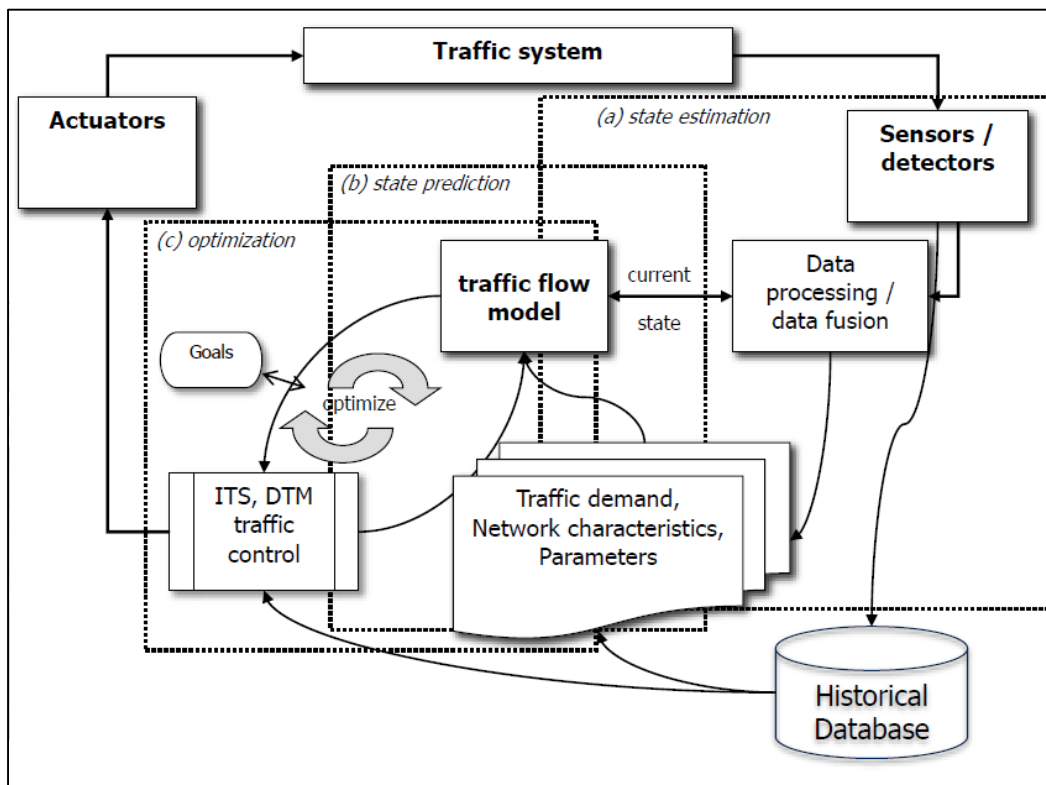 Traffic system
Actuators
(a) state estimation
Sensors /
detectors
(b) state prediction
(c) optimization
traffic flow
model
current
state
Data
processing /
data fusion
Goals
optimize
ITS, DTM
traffic
control
Traffic demand,
Network characteristics,
Parameters
Historical
Database